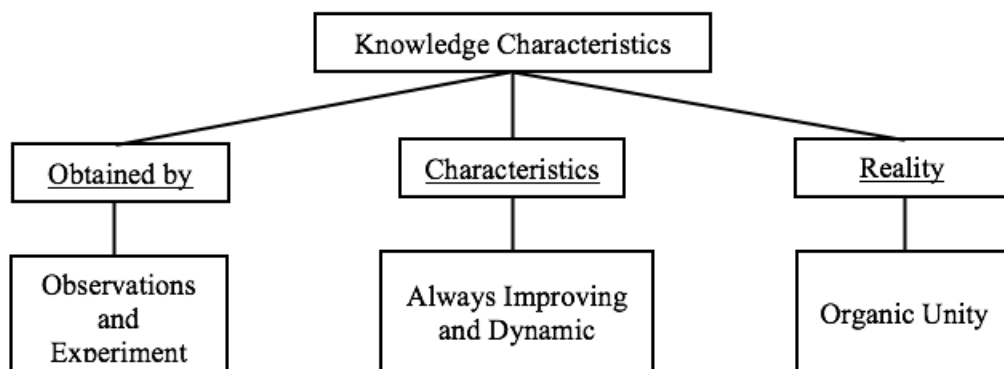 Knowledge Characteristics
Obtained by
Characteristics
Reality
Observations
and
Experiment
Always Improving
and Dynamic
Organic Unity